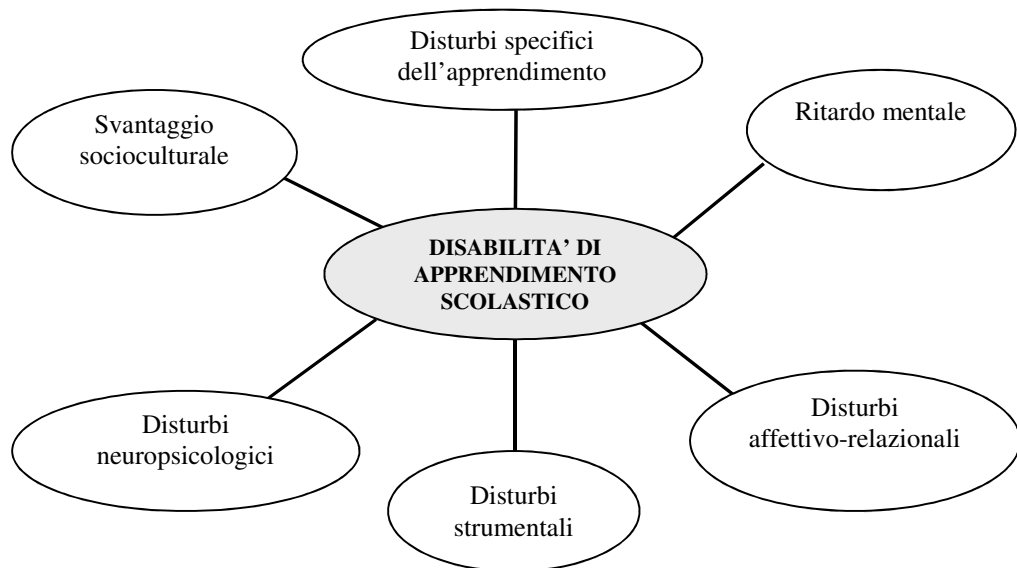 Disturbi specifici
dell'apprendimento
Svantaggio
socioculturale
Ritardo mentale
DISABILITA' DI
APPRENDIMENTO
SCOLASTICO
Disturbi
neuropsicologici
Disturbi
strumentali
Disturbi
affettivo-relazionali